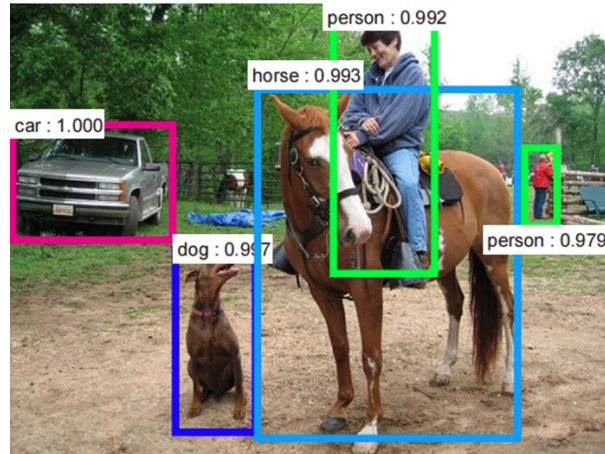 person : 0.992
horse : 0.993
car : 1.000
dog : 0.997
person : 0.979